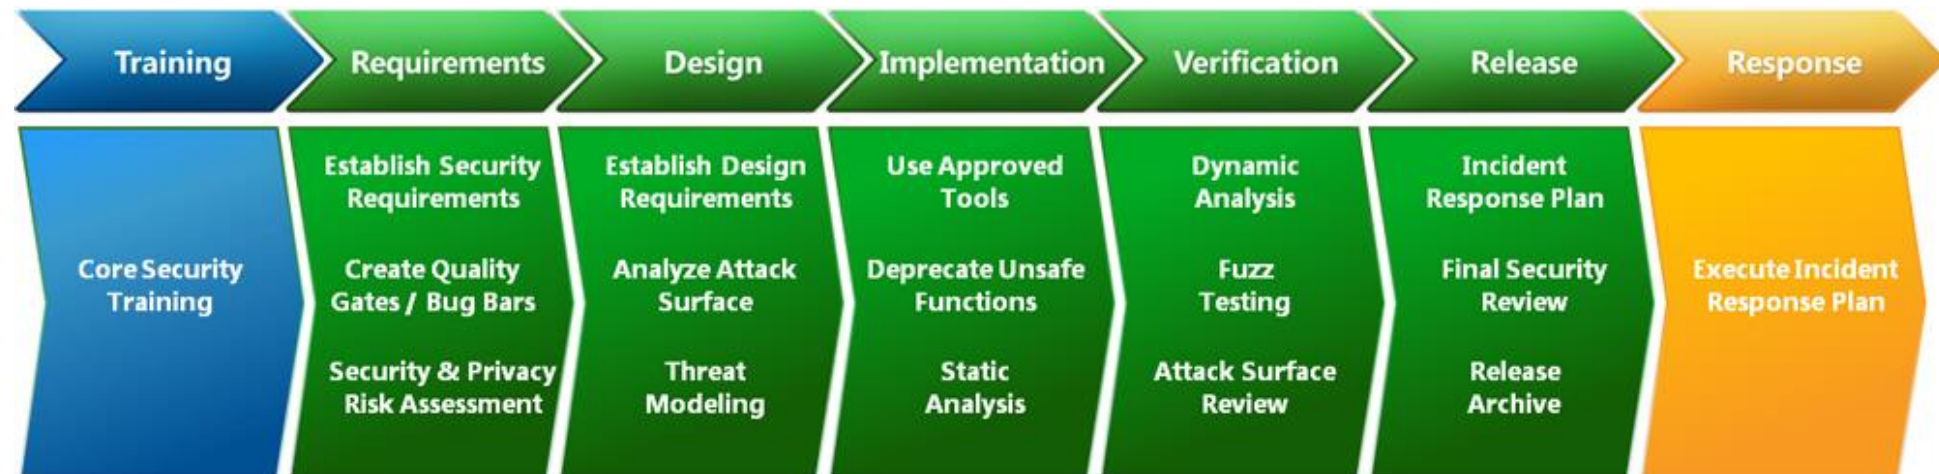 Training
Requirements
Design
Implementation
Verification
Release
Response
Core Security
Training
Establish Security
Requirements
Create Quality
Gates / Bug Bars
Security & Privacy
Risk Assessment
Establish Design
Requirements
Analyze Attack
Surface
Threat
Modeling
Use Approved
Tools
Deprecate Unsafe
Functions
Static
Analysis
Dynamic
Analysis
Fuzz
Testing
Attack Surface
Review
Incident
Response Plan
Final Security
Review
Release
Archive
Execute Incident
Response Plan